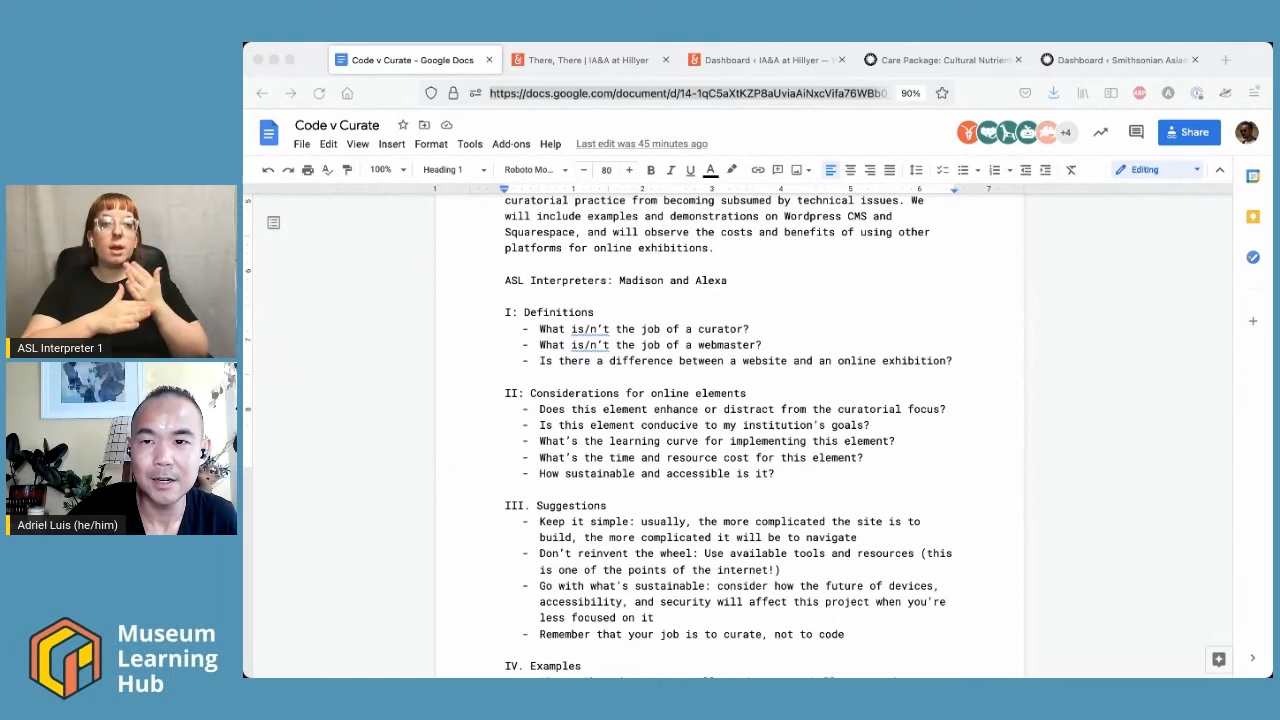 Code v Curate - Google Docs
There, There | IA&A at Hillyer
Dashboard ‹ IA&A at Hillyer —
Care Package: Cultural Nutrien
Dashboard ‹ Smithsonian Asian
https://docs.google.com/document/d/14-1qC5aXtKZP8aUviaAiNxcVifa76WBb0
90%
Code v Curate
File Edit View Insert Format Tools Add-ons Help Last edit was 45 minutes ago
+4
Share
100% Heading 1 Roboto Mo... 80 Editing
1 1 2 3 4 5 6 7
curatorial practice from becoming subsumed by technical issues. We
will include examples and demonstrations on Wordpress CMS and
Squarespace, and will observe the costs and benefits of using other
platforms for online exhibitions.
ASL Interpreters: Madison and Alexa
I: Definitions
- What is/n't the job of a curator?
- What is/n't the job of a webmaster?
- Is there a difference between a website and an online exhibition?
II: Considerations for online elements
- Does this element enhance or distract from the curatorial focus?
- Is this element conducive to my institution's goals?
- What's the learning curve for implementing this element?
- What's the time and resource cost for this element?
- How sustainable and accessible is it?
III. Suggestions
- Keep it simple: usually, the more complicated the site is to
build, the more complicated it will be to navigate
- Don't reinvent the wheel: Use available tools and resources (this
is one of the points of the internet!)
- Go with what's sustainable: consider how the future of devices,
accessibility, and security will affect this project when you're
less focused on it
- Remember that your job is to curate, not to code
IV. Examples
ASL Interpreter 1
Adriel Luis (he/him)
Museum
Learning
Hub